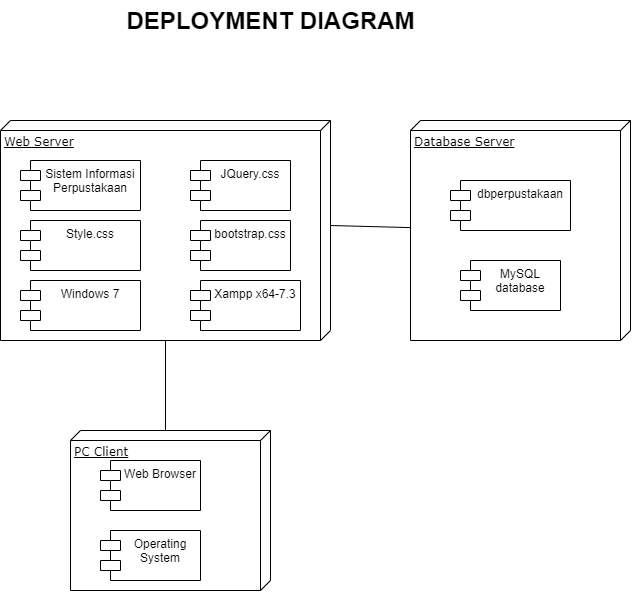 DEPLOYMENT DIAGRAM
Web Server
Sistem Informasi
Perpustakaan
JQuery.css
Style.css
bootstrap.css
Windows 7
Xampp x64-7.3
Database Server
dbperpustakaan
MySQL
database
PC Client
Web Browser
Operating
System